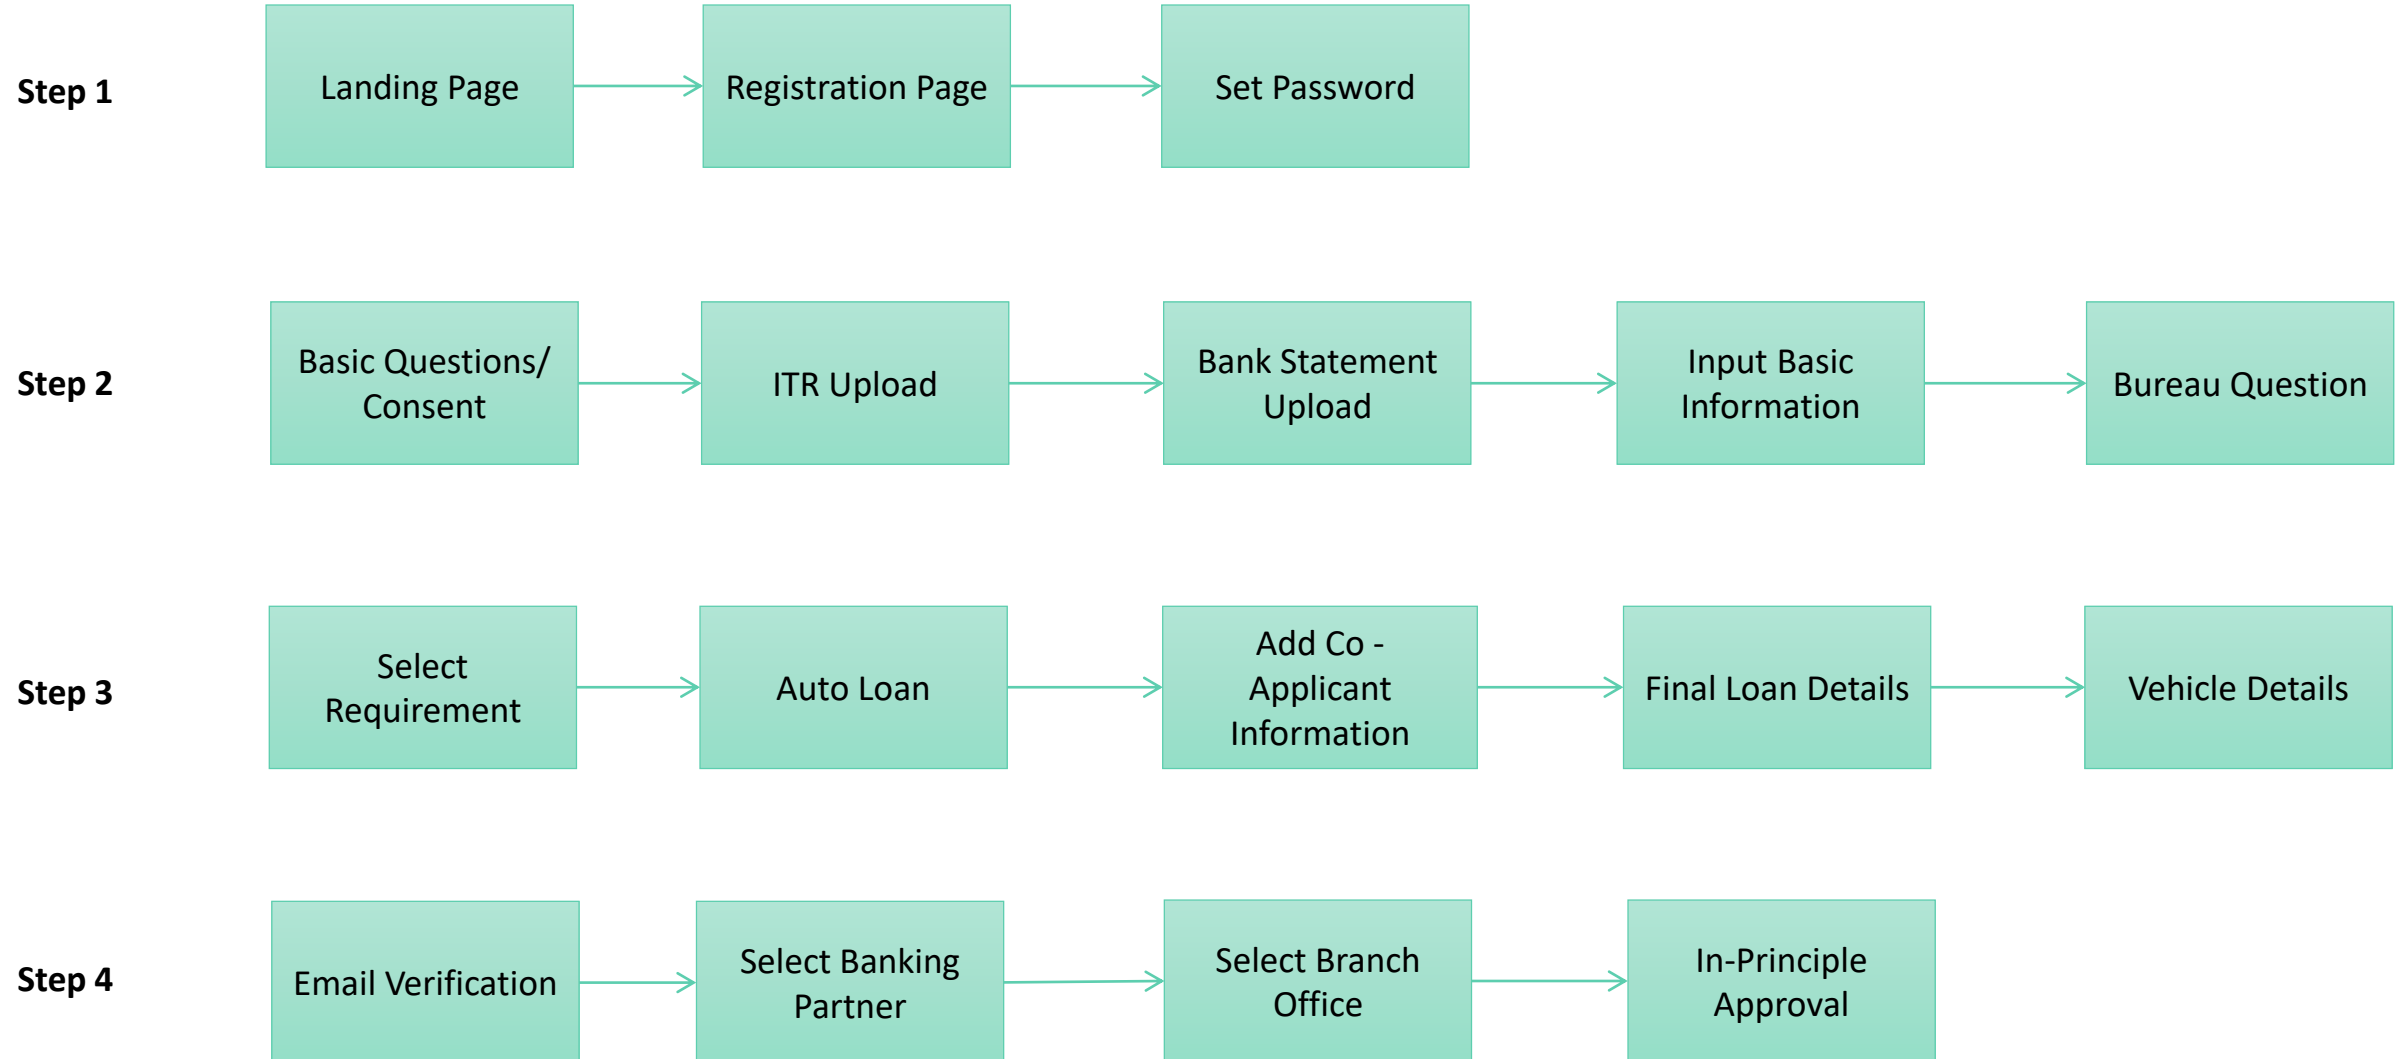 Step 1
Landing Page
Registration Page
Set Password
Step 2
Basic Questions/
Consent
ITR Upload
Bank Statement
Upload
Input Basic
Information
Bureau Question
Step 3
Select
Requirement
Auto Loan
Add Co -
Applicant
Information
Final Loan Details
Vehicle Details
Step 4
Email Verification
Select Banking
Partner
Select Branch
Office
In-Principle
Approval